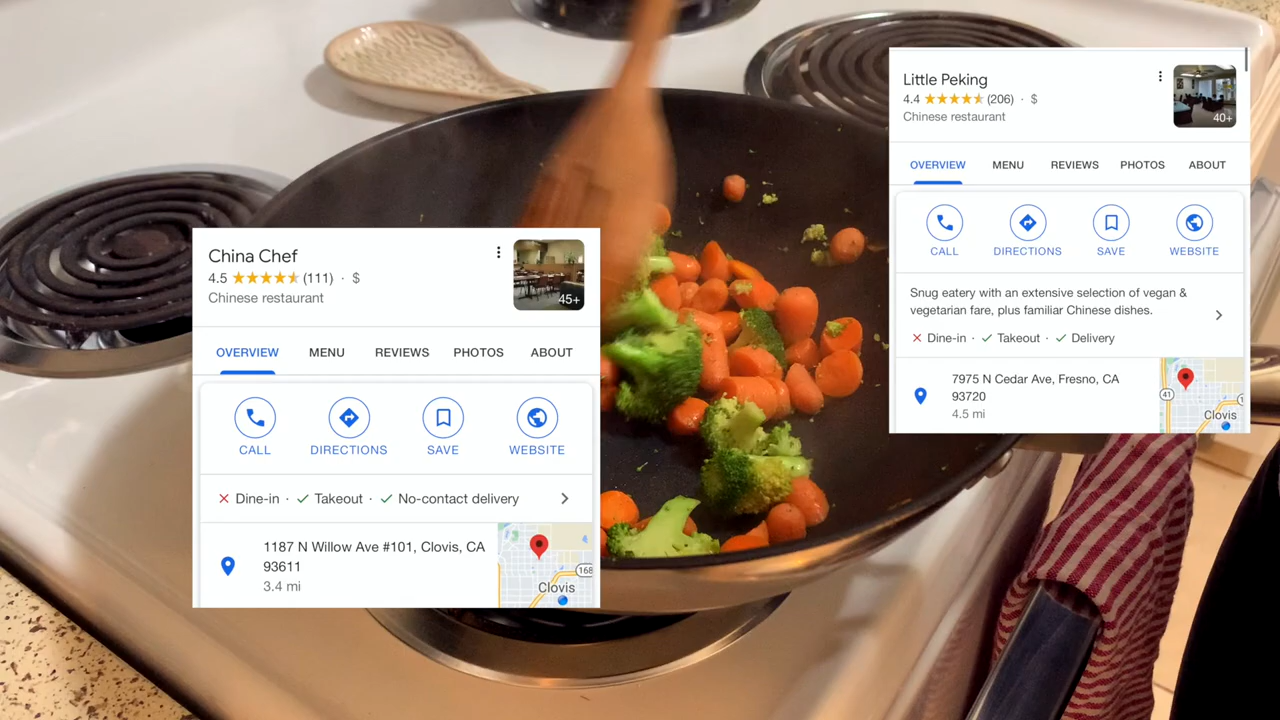 China Chef
4.5 (111) · $
Chinese restaurant
45+
OVERVIEW MENU REVIEWS PHOTOS ABOUT
CALL DIRECTIONS SAVE WEBSITE
Dine-in · Takeout · No-contact delivery
1187 N Willow Ave #101, Clovis, CA
93611
3.4 mi
168
Clovis
Little Peking
4.4 (206) · $
Chinese restaurant
40+
OVERVIEW MENU REVIEWS PHOTOS ABOUT
CALL DIRECTIONS SAVE WEBSITE
Snug eatery with an extensive selection of vegan &
vegetarian fare, plus familiar Chinese dishes.
Dine-in · Takeout · Delivery
7975 N Cedar Ave, Fresno, CA
93720
4.5 mi
41
Clovis